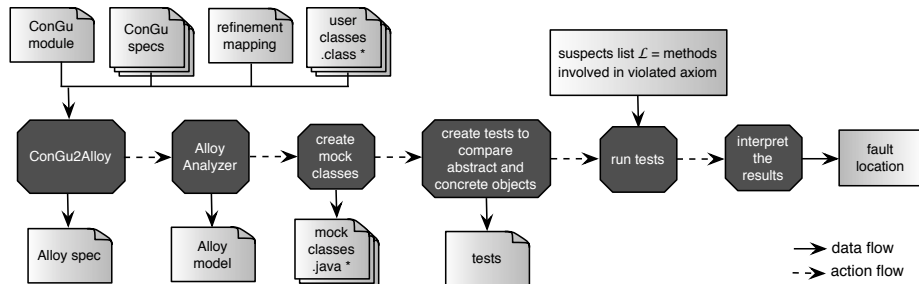 ConGu
module
ConGu
specs
refinement
mapping
user
classes
.class *
suspects list ℒ = methods
involved in violated axiom
ConGu2Alloy
Alloy
Analyzer
create
mock
classes
create tests to
compare
abstract and
concrete objects
run tests
interpret
the
results
fault
location
Alloy spec
Alloy
model
mock
classes
.java *
tests
data flow
action flow